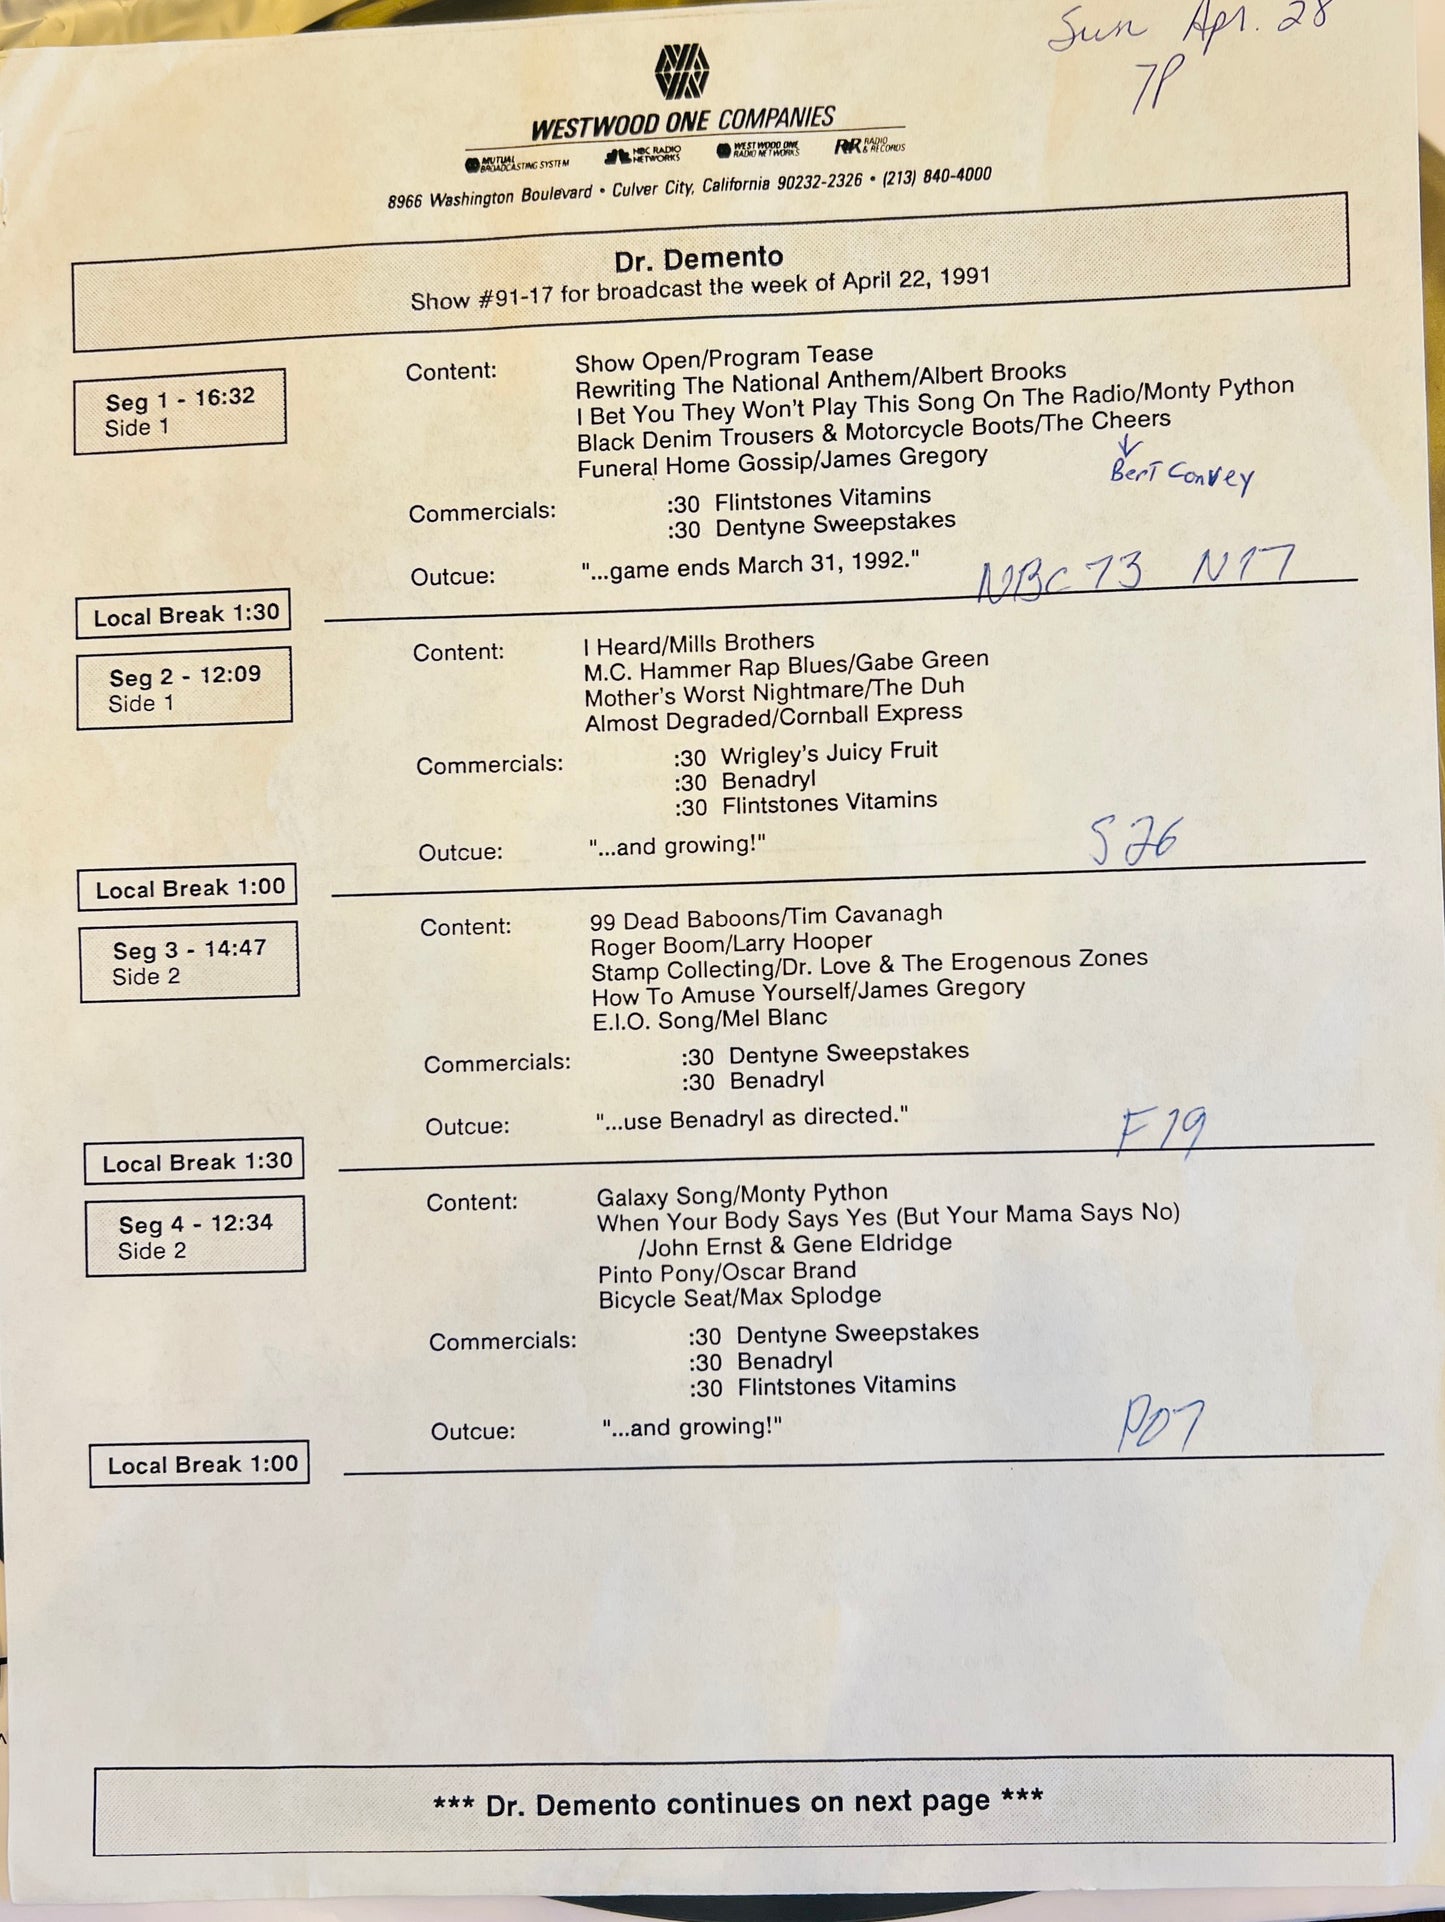 Sun Apr. 28
7P
WESTWOOD ONE COMPANIES
MUTUAL BROADCASTING SYSTEM NBC RADIO NETWORKS WESTWOOD ONE RADIO NETWORKS R&R RADIO & RECORDS
8966 Washington Boulevard • Culver City, California 90232-2326 • (213) 840-4000
Dr. Demento
Show #91-17 for broadcast the week of April 22, 1991
Seg 1 - 16:32
Side 1
Content: Show Open/Program Tease
Rewriting The National Anthem/Albert Brooks
I Bet You They Won't Play This Song On The Radio/Monty Python
Black Denim Trousers & Motorcycle Boots/The Cheers
Funeral Home Gossip/James Gregory
Bert Convey
Commercials: :30 Flintstones Vitamins
:30 Dentyne Sweepstakes
Outcue: "...game ends March 31, 1992."
NBC 73 N17
Local Break 1:30
Seg 2 - 12:09
Side 1
Content: I Heard/Mills Brothers
M.C. Hammer Rap Blues/Gabe Green
Mother's Worst Nightmare/The Duh
Almost Degraded/Cornball Express
Commercials: :30 Wrigley's Juicy Fruit
:30 Benadryl
:30 Flintstones Vitamins
Outcue: "...and growing!"
S26
Local Break 1:00
Seg 3 - 14:47
Side 2
Content: 99 Dead Baboons/Tim Cavanagh
Roger Boom/Larry Hooper
Stamp Collecting/Dr. Love & The Erogenous Zones
How To Amuse Yourself/James Gregory
E.I.O. Song/Mel Blanc
Commercials: :30 Dentyne Sweepstakes
:30 Benadryl
Outcue: "...use Benadryl as directed."
F19
Local Break 1:30
Seg 4 - 12:34
Side 2
Content: Galaxy Song/Monty Python
When Your Body Says Yes (But Your Mama Says No)
/John Ernst & Gene Eldridge
Pinto Pony/Oscar Brand
Bicycle Seat/Max Splodge
Commercials: :30 Dentyne Sweepstakes
:30 Benadryl
:30 Flintstones Vitamins
Outcue: "...and growing!"
P07
Local Break 1:00
*** Dr. Demento continues on next page ***